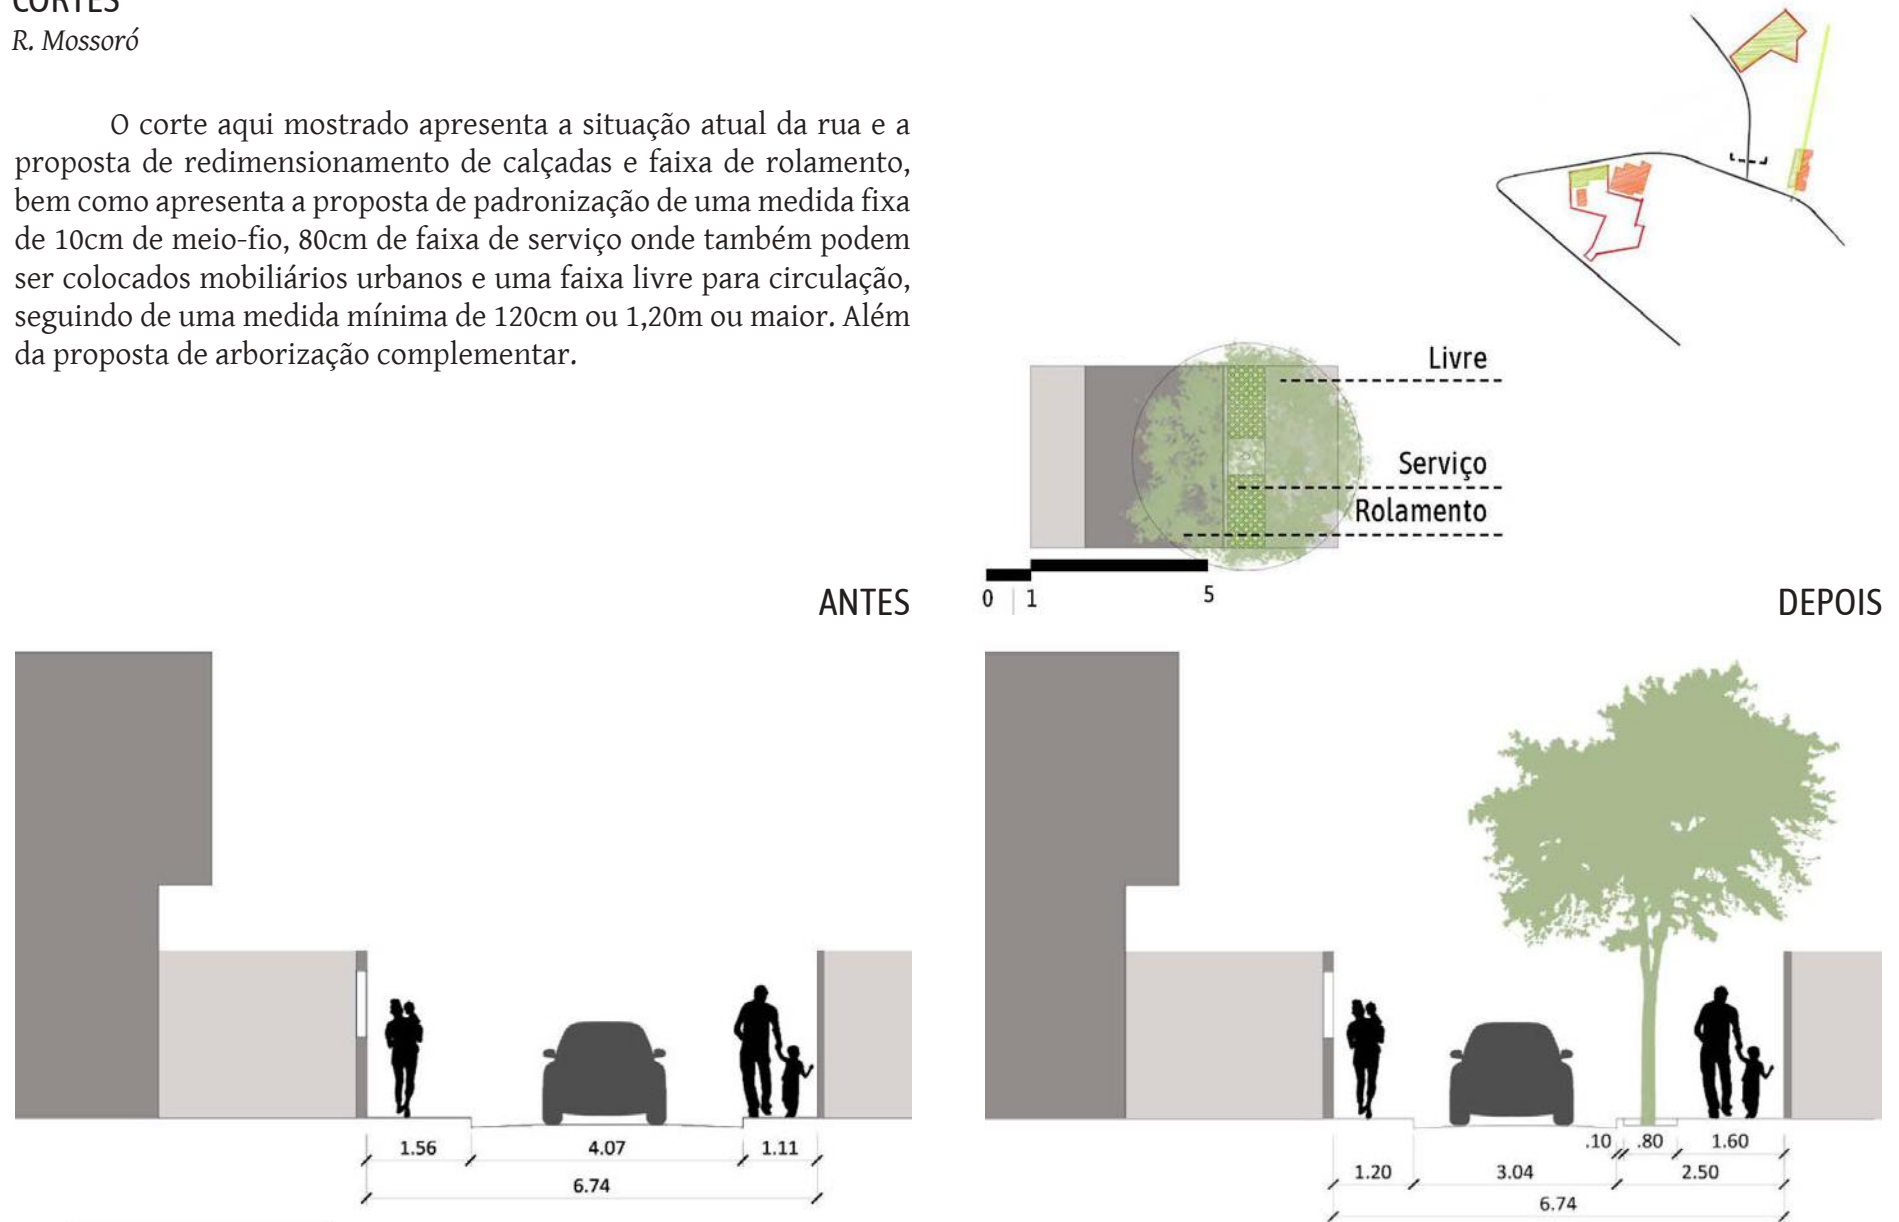 CORTES
R. Mossoró
O corte aqui mostrado apresenta a situação atual da rua e a
proposta de redimensionamento de calçadas e faixa de rolamento,
bem como apresenta a proposta de padronização de uma medida fixa
de 10cm de meio-fio, 80cm de faixa de serviço onde também podem
ser colocados mobiliários urbanos e uma faixa livre para circulação,
seguindo de uma medida mínima de 120cm ou 1,20m ou maior. Além
da proposta de arborização complementar.
Livre
Serviço
Rolamento
0 1 5
ANTES
DEPOIS
1.56 4.07 1.11
6.74
.10 .80 1.60
1.20 3.04 2.50
6.74